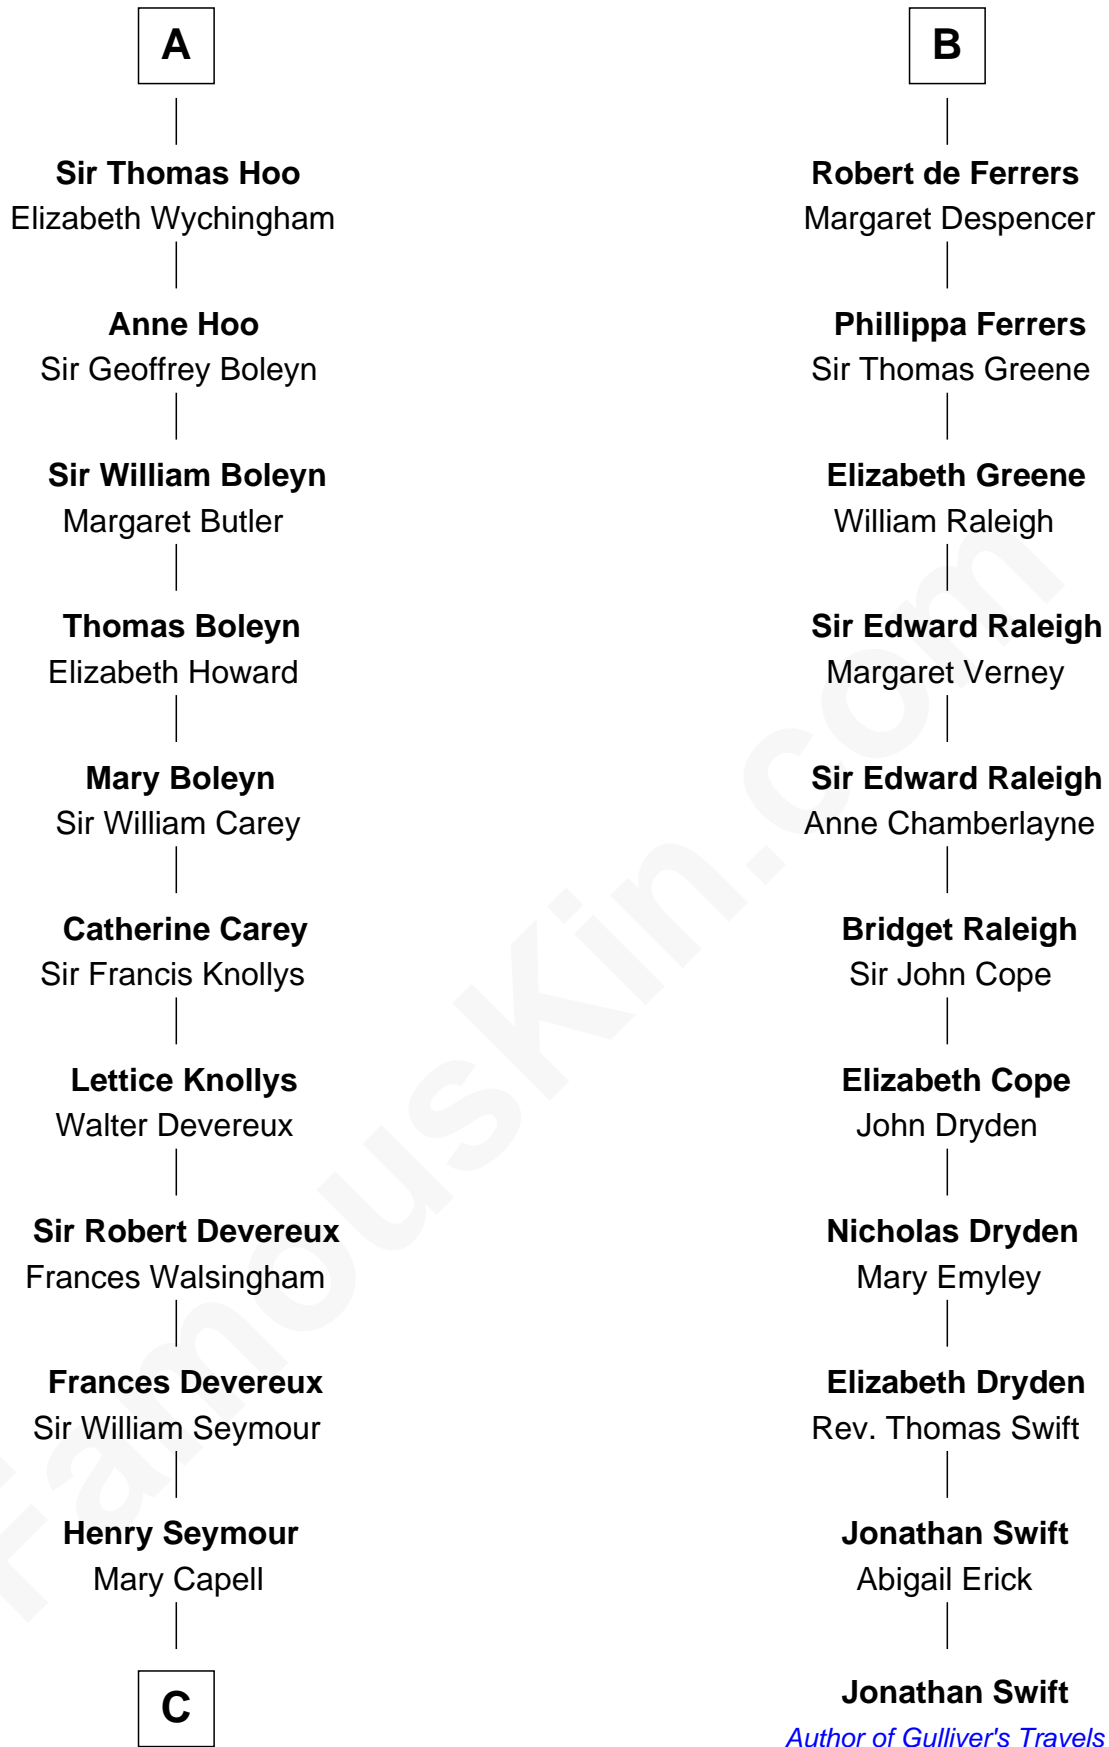 A
Sir Thomas Hoo
Elizabeth Wychingham
Anne Hoo
Sir Geoffrey Boleyn
Sir William Boleyn
Margaret Butler
Thomas Boleyn
Elizabeth Howard
Mary Boleyn
Sir William Carey
Catherine Carey
Sir Francis Knollys
Lettice Knollys
Walter Devereux
Sir Robert Devereux
Frances Walsingham
Frances Devereux
Sir William Seymour
Henry Seymour
Mary Capell
C
B
Robert de Ferrers
Margaret Despencer
Phillippa Ferrers
Sir Thomas Greene
Elizabeth Greene
William Raleigh
Sir Edward Raleigh
Margaret Verney
Sir Edward Raleigh
Anne Chamberlayne
Bridget Raleigh
Sir John Cope
Elizabeth Cope
John Dryden
Nicholas Dryden
Mary Emyley
Elizabeth Dryden
Rev. Thomas Swift
Jonathan Swift
Abigail Erick
Jonathan Swift
Author of Gulliver's Travels
FamousKin.com